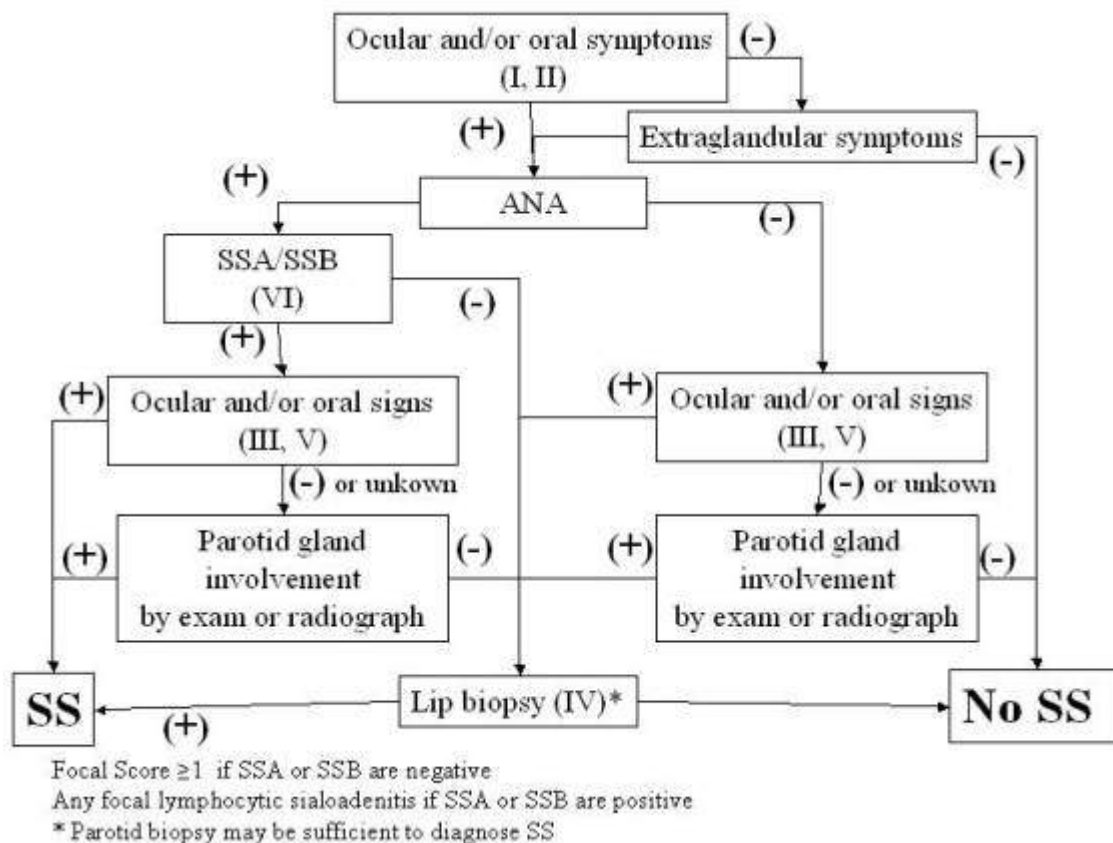 Ocular and/or oral symptoms
(I, II)
(-)
(+)
Extraglandular symptoms
(-)
(+)
ANA
(-)
SSA/SSB
(VI)
(-)
(+)
(+)
Ocular and/or oral signs
(III, V)
(+)
Ocular and/or oral signs
(III, V)
(-) or unkown
(-) or unkown
(+)
Parotid gland
involvement
by exam or radiograph
(-)
(+)
Parotid gland
involvement
by exam or radiograph
(-)
SS
(+)
Lip biopsy (IV)*
No SS
Focal Score ≥1 if SSA or SSB are negative
Any focal lymphocytic sialoadenitis if SSA or SSB are positive
* Parotid biopsy may be sufficient to diagnose SS